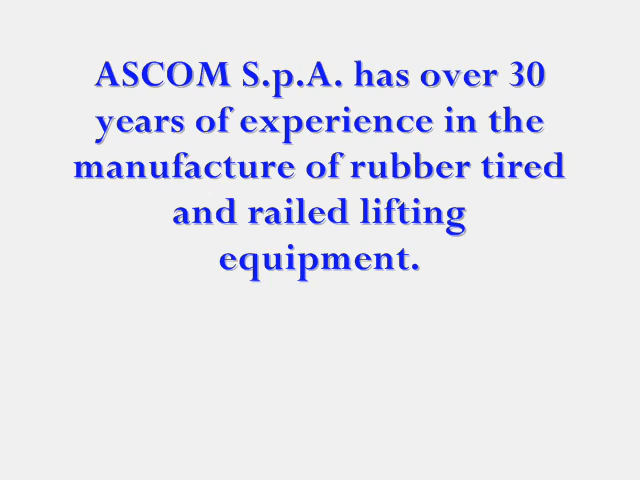 ASCOM S.p.A. has over 30
years of experience in the
manufacture of rubber tired
and railed lifting
equipment.